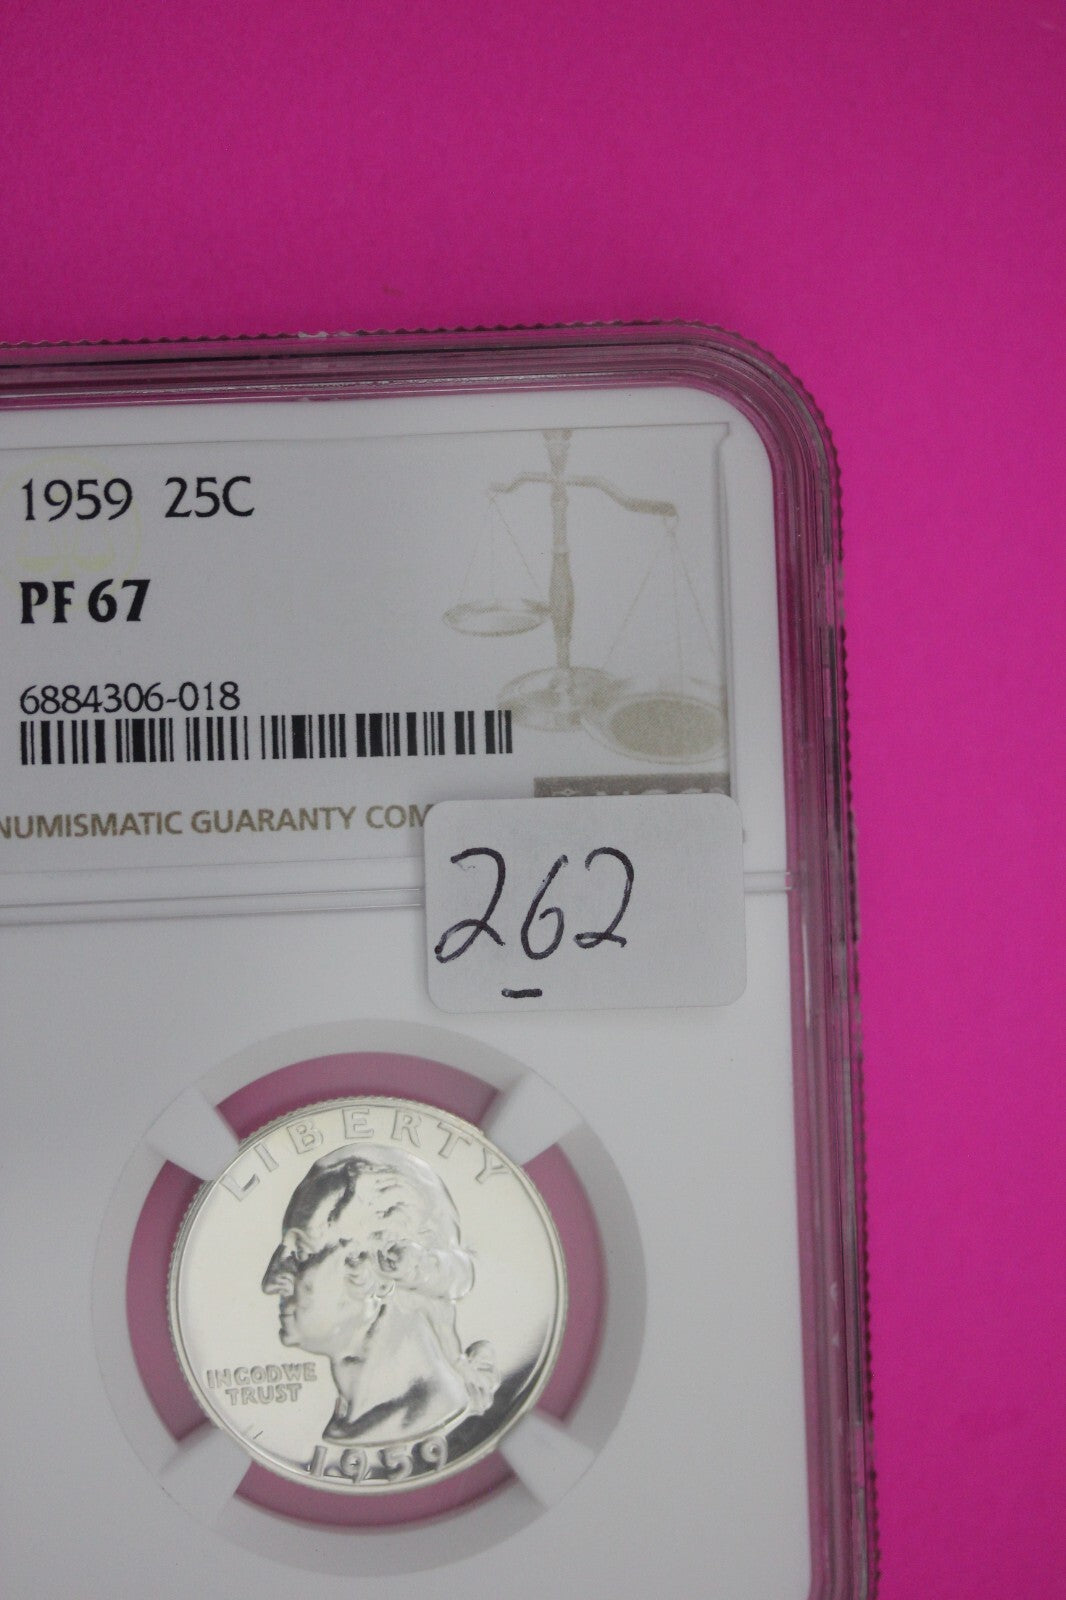 1959 25C
PF 67
6884306-018
NUMISMATIC GUARANTY COM
262
LIBERTY
IN GOD WE
TRUST
1959